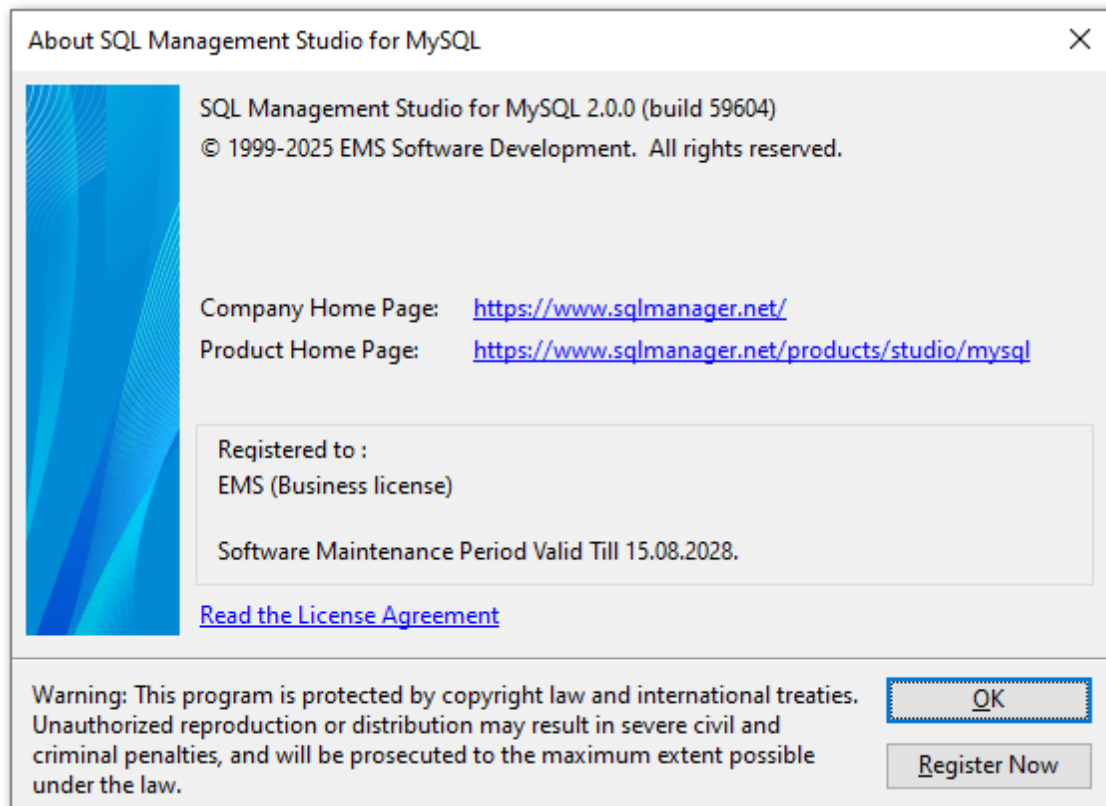 About SQL Management Studio for MySQL
SQL Management Studio for MySQL 2.0.0 (build 59604)
© 1999-2025 EMS Software Development.  All rights reserved.
Company Home Page: https://www.sqlmanager.net/
Product Home Page: https://www.sqlmanager.net/products/studio/mysql
Registered to :
EMS (Business license)
Software Maintenance Period Valid Till 15.08.2028.
Read the License Agreement
Warning: This program is protected by copyright law and international treaties.
Unauthorized reproduction or distribution may result in severe civil and
criminal penalties, and will be prosecuted to the maximum extent possible
under the law.
OK
Register Now